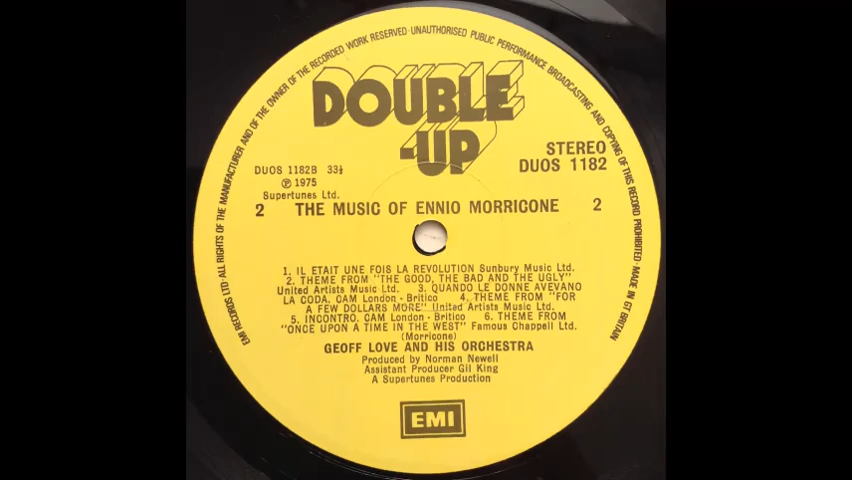 EMI RECORDS LTD·ALL RIGHTS OF THE MANUFACTURER AND OF THE OWNER OF THE RECORDED WORK RESERVED·UNAUTHORISED PUBLIC PERFORMANCE BROADCASTING AND COPYING OF THIS RECORD PROHIBITED·MADE IN GT BRITAIN
DOUBLE
-UP
STEREO
DUOS 1182B 33⅓
DUOS 1182
℗ 1975
Supertunes Ltd.
2 THE MUSIC OF ENNIO MORRICONE 2
1. IL ETAIT UNE FOIS LA REVOLUTION Sunbury Music Ltd.
2. THEME FROM "THE GOOD, THE BAD AND THE UGLY"
United Artists Music Ltd. 3. QUANDO LE DONNE AVEVANO
LA CODA. CAM London · Britico 4. THEME FROM "FOR
A FEW DOLLARS MORE" United Artists Music Ltd.
5. INCONTRO. CAM London · Britico 6. THEME FROM
"ONCE UPON A TIME IN THE WEST" Famous Chappell Ltd.
(Morricone)
GEOFF LOVE AND HIS ORCHESTRA
Produced by Norman Newell
Assistant Producer Gil King
A Supertunes Production
EMI